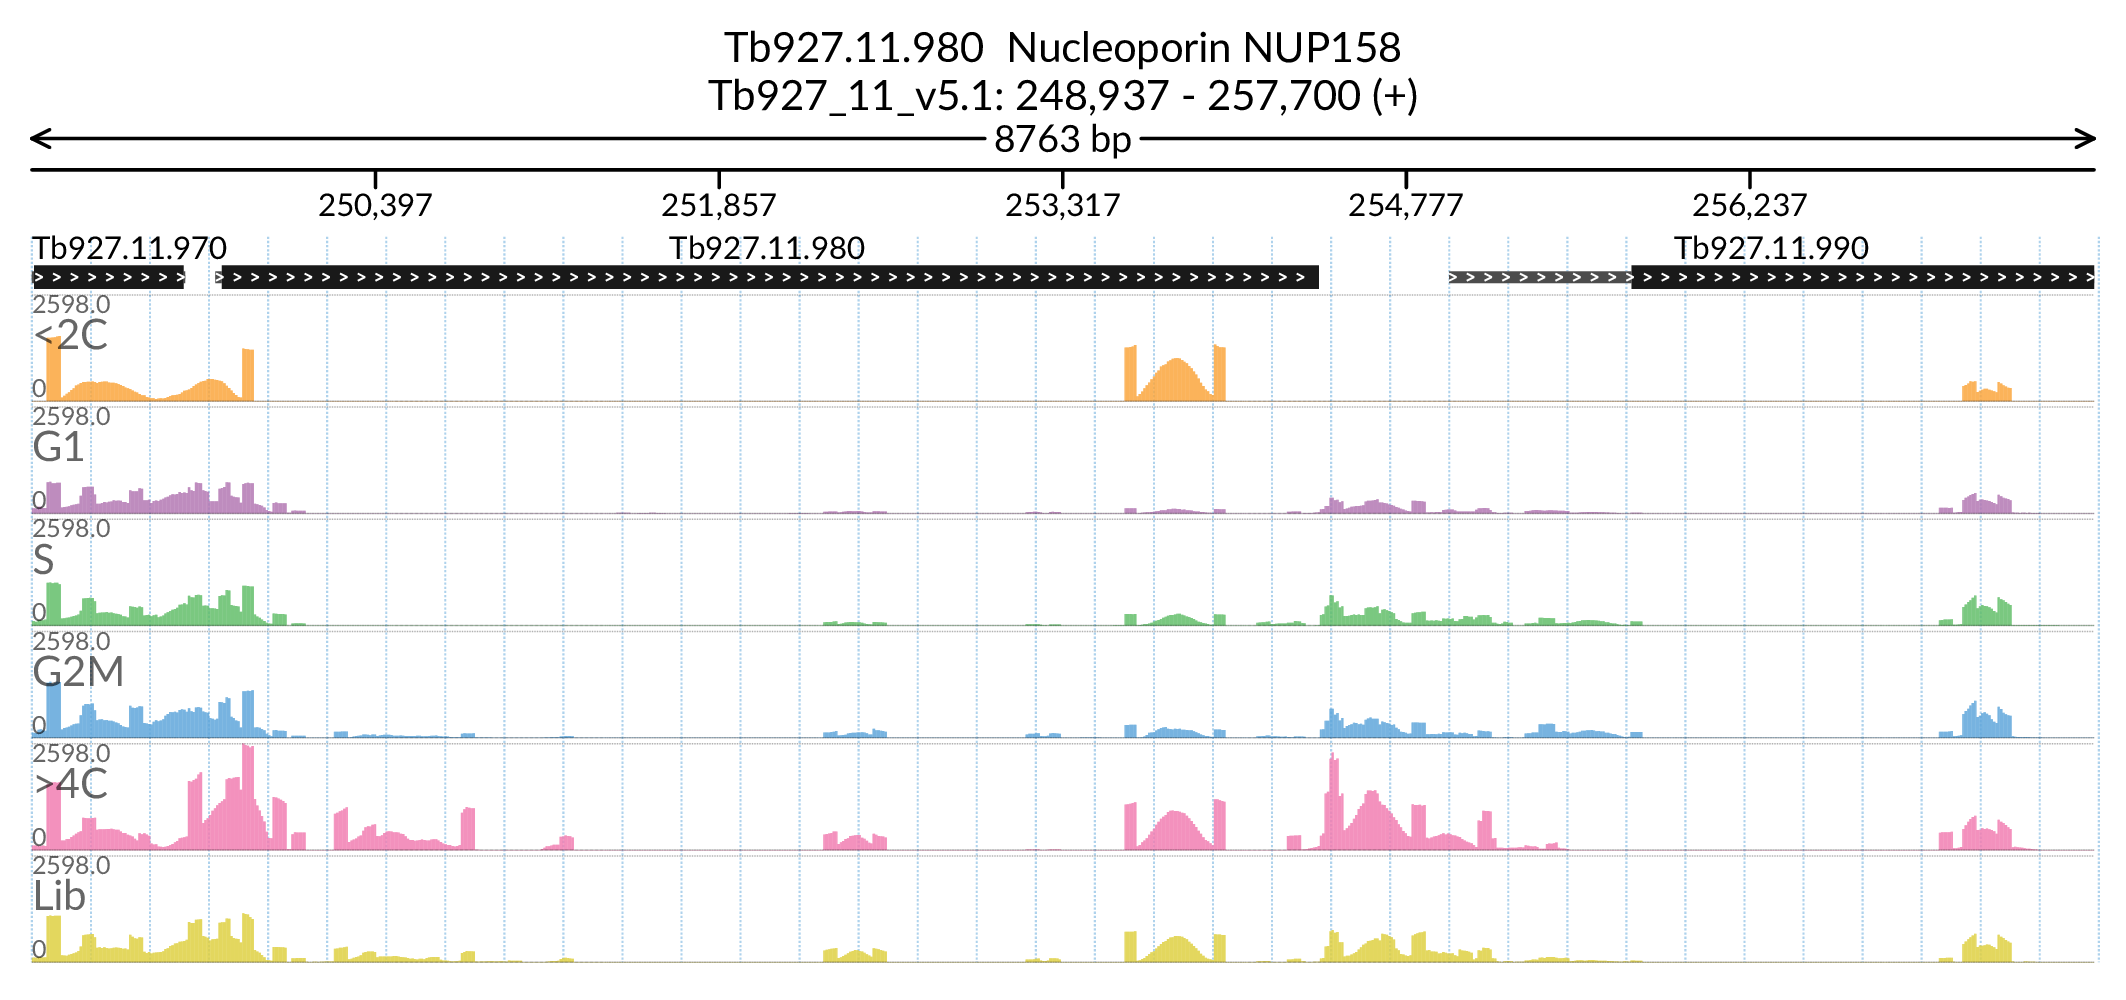 Tb927.11.980 Nucleoporin NUP158
Tb927_11_v5.1: 248,937 - 257,700 (+)
8763 bp
250,397 251,857 253,317 254,777 256,237
Tb927.11.970 Tb927.11.980 Tb927.11.990
2598.0
<2C
0
2598.0
G1
0
2598.0
S
0
2598.0
G2M
0
2598.0
>4C
0
2598.0
Lib
0